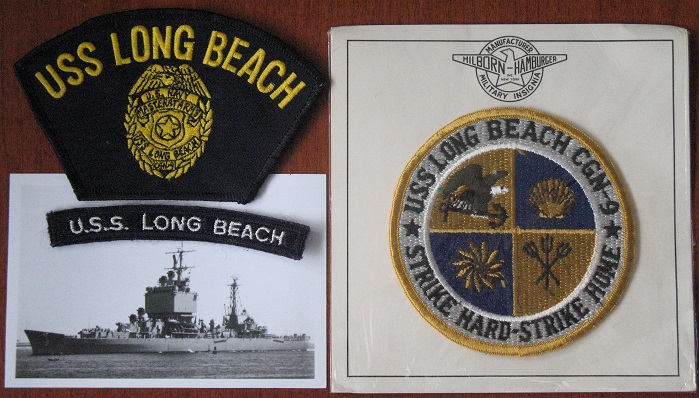 USS LONG BEACH
U.S. NAVY
MASTER AT ARMS
USS LONG BEACH
U.S.S. LONG BEACH
MANUFACTURER
HILBORN-HAMBURGER
MILITARY INSIGNIA
USS LONG BEACH CGN-9
STRIKE HARD-STRIKE HOME